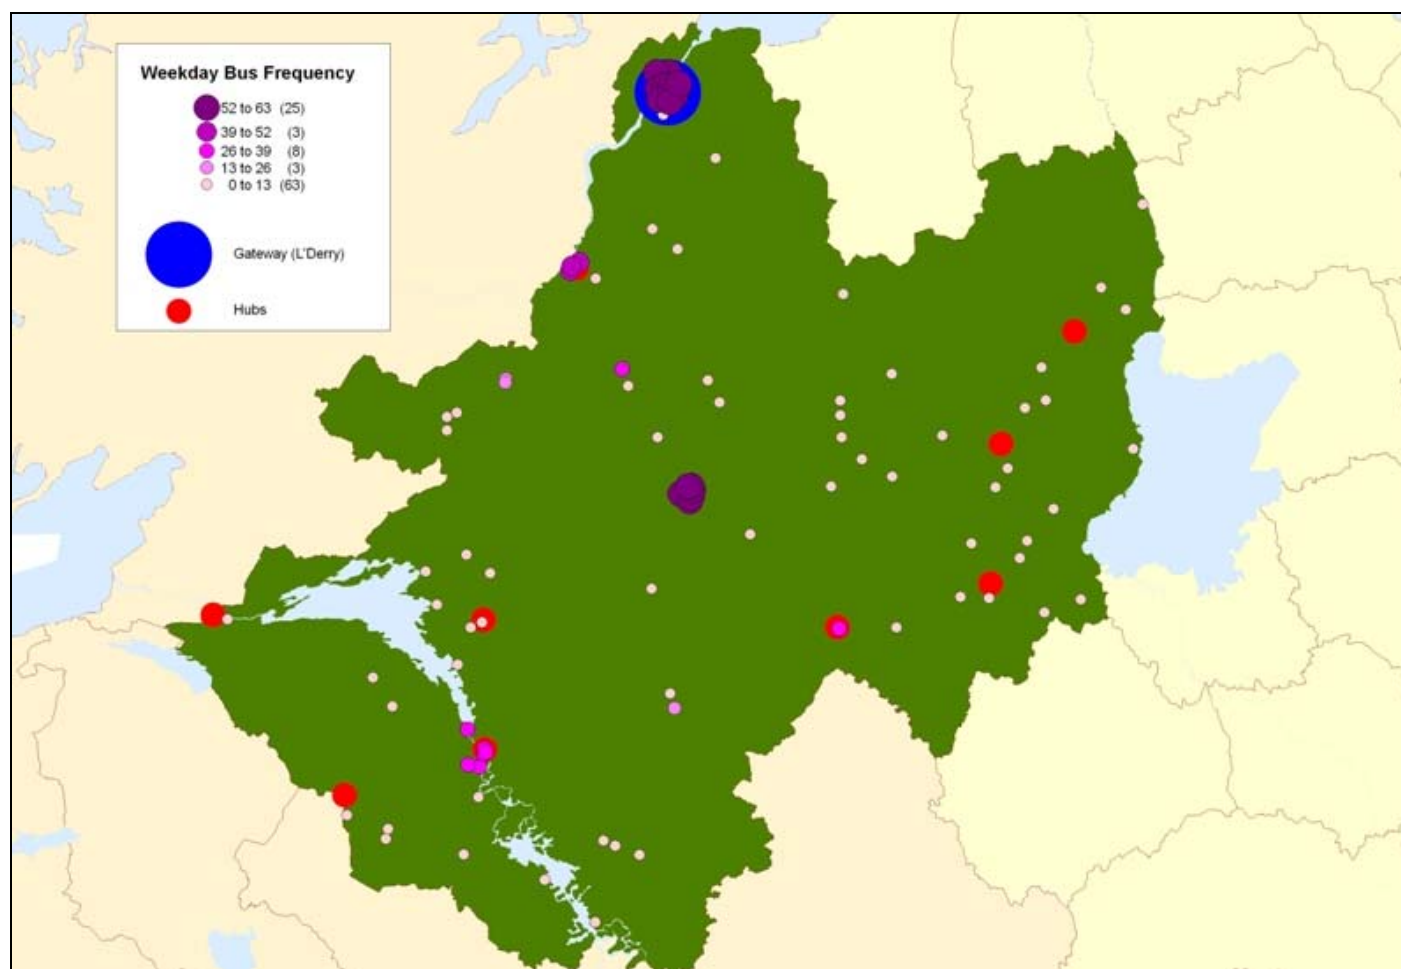 Weekday Bus Frequency
52 to 63 (25)
39 to 52 (3)
26 to 39 (8)
13 to 26 (3)
0 to 13 (63)
Gateway (L'Derry)
Hubs